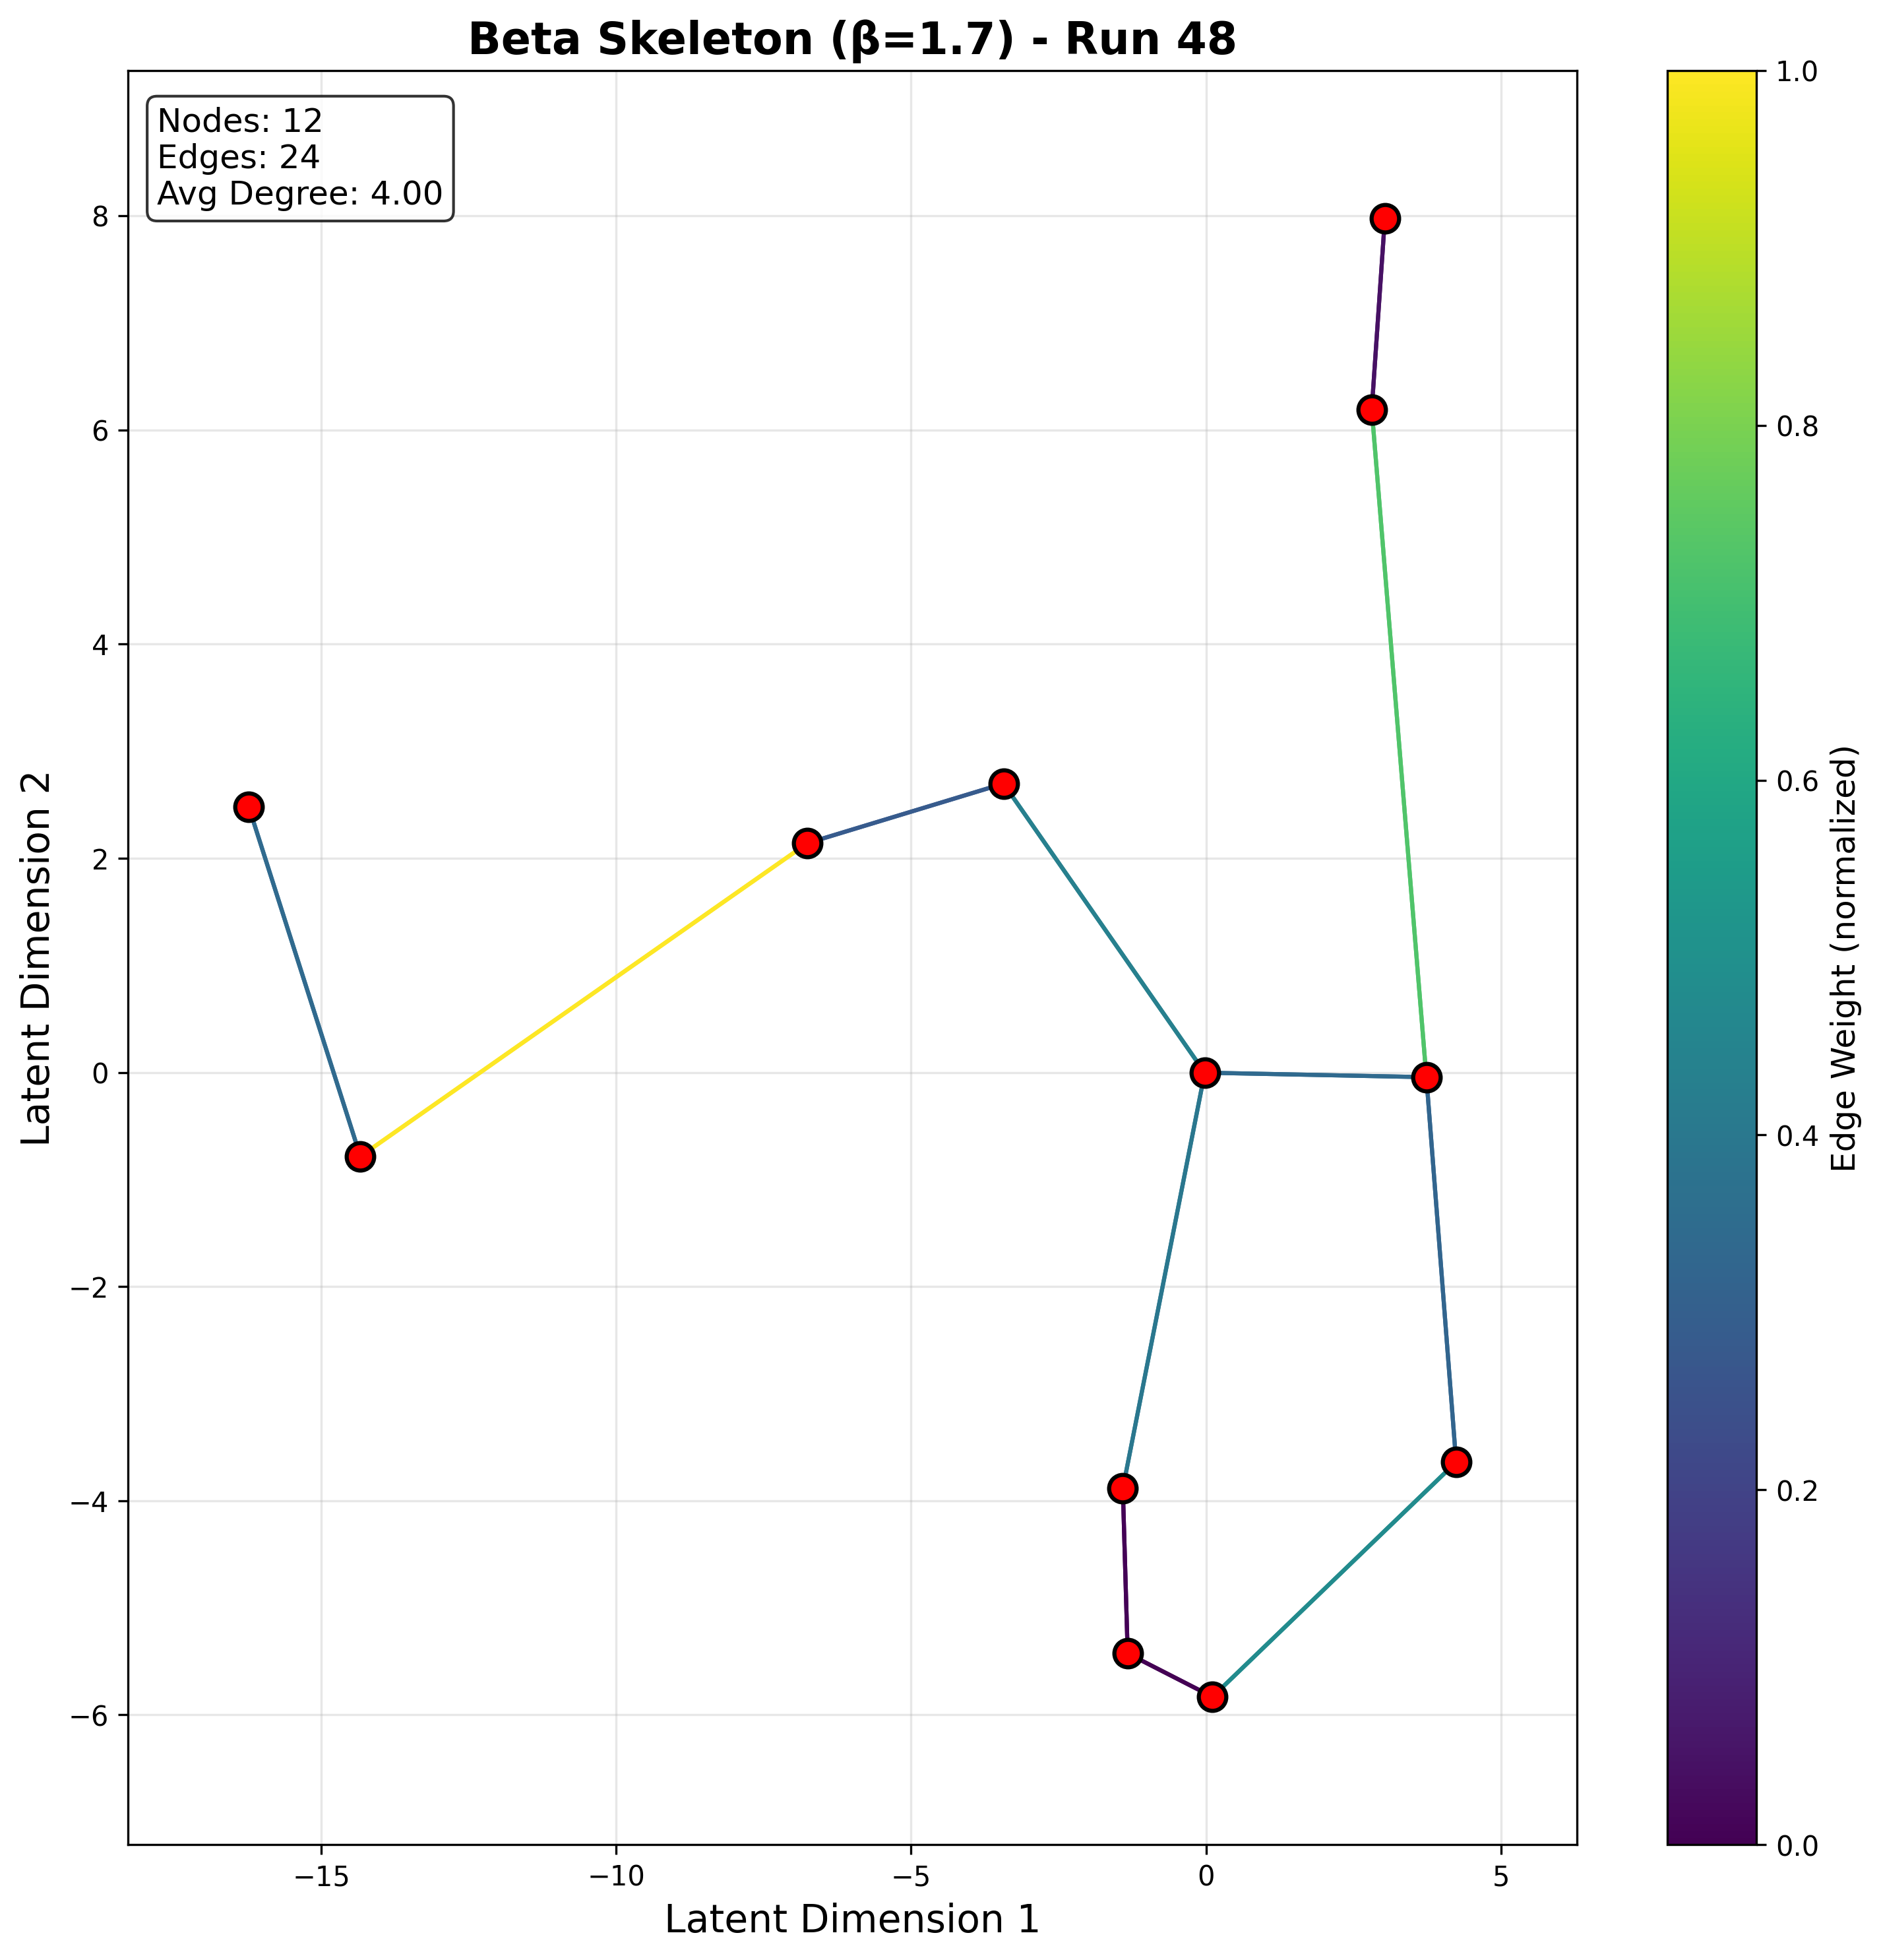 Beta Skeleton (β=1.7) - Run 48
Nodes: 12
Edges: 24
Avg Degree: 4.00
8
6
4
2
0
−2
−4
−6
Latent Dimension 2
−15
−10
−5
0
5
Latent Dimension 1
1.0
0.8
0.6
0.4
0.2
0.0
Edge Weight (normalized)